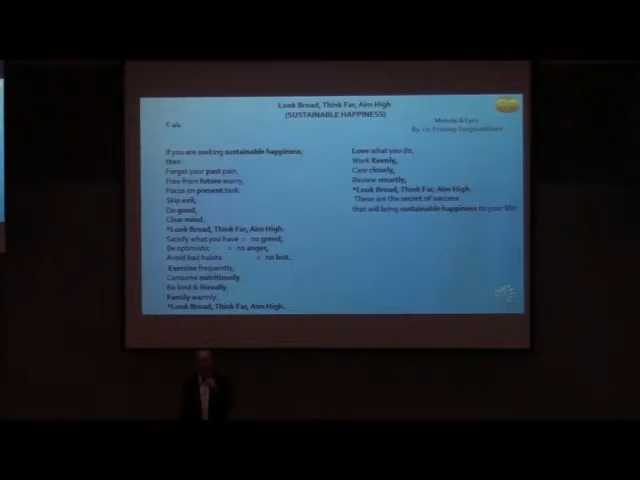 Look Broad, Think Far, Aim High
(SUSTAINABLE HAPPINESS)
Melody & Lyric
C 4/4
If you are seeking sustainable happiness,
then
Forget your past pain,
Free from future worry,
Focus on present task
Skip evil,
Do good,
Clear mind.
*Look Broad, Think Far, Aim High.
Satisfy what you have = no greed,
Be optimistic = no anger,
Avoid bad habits = no lust.
Exercise frequently,
Consume nutritiously
Be kind & friendly,
Family warmly.
*Look Broad, Think Far, Aim High.
Love what you do,
Work Keenly,
Care closely,
Review smartly,
*Look Broad, Think Far, Aim High.
These are the secret of success
that will bring sustainable happiness to your life!